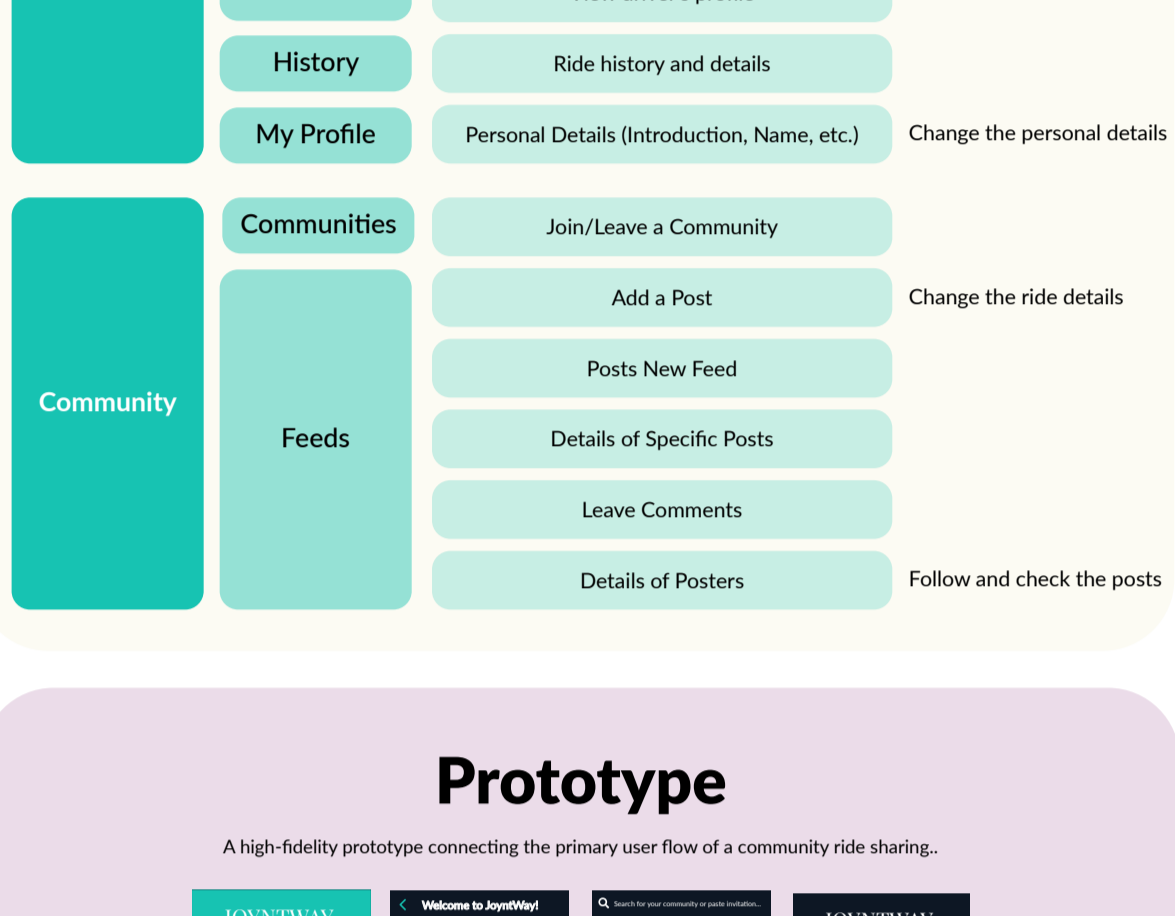 History
Ride history and details
My Profile
Personal Details (Introduction, Name, etc.)
Change the personal details
Communities
Join/Leave a Community
Add a Post
Change the ride details
Posts New Feed
Community
Feeds
Details of Specific Posts
Leave Comments
Details of Posters
Follow and check the posts
Prototype
A high-fidelity prototype connecting the primary user flow of a community ride sharing..
JOYNTWAY
Welcome to JoyntWay!
Search for your community or paste invitation...
JOYNTWAY